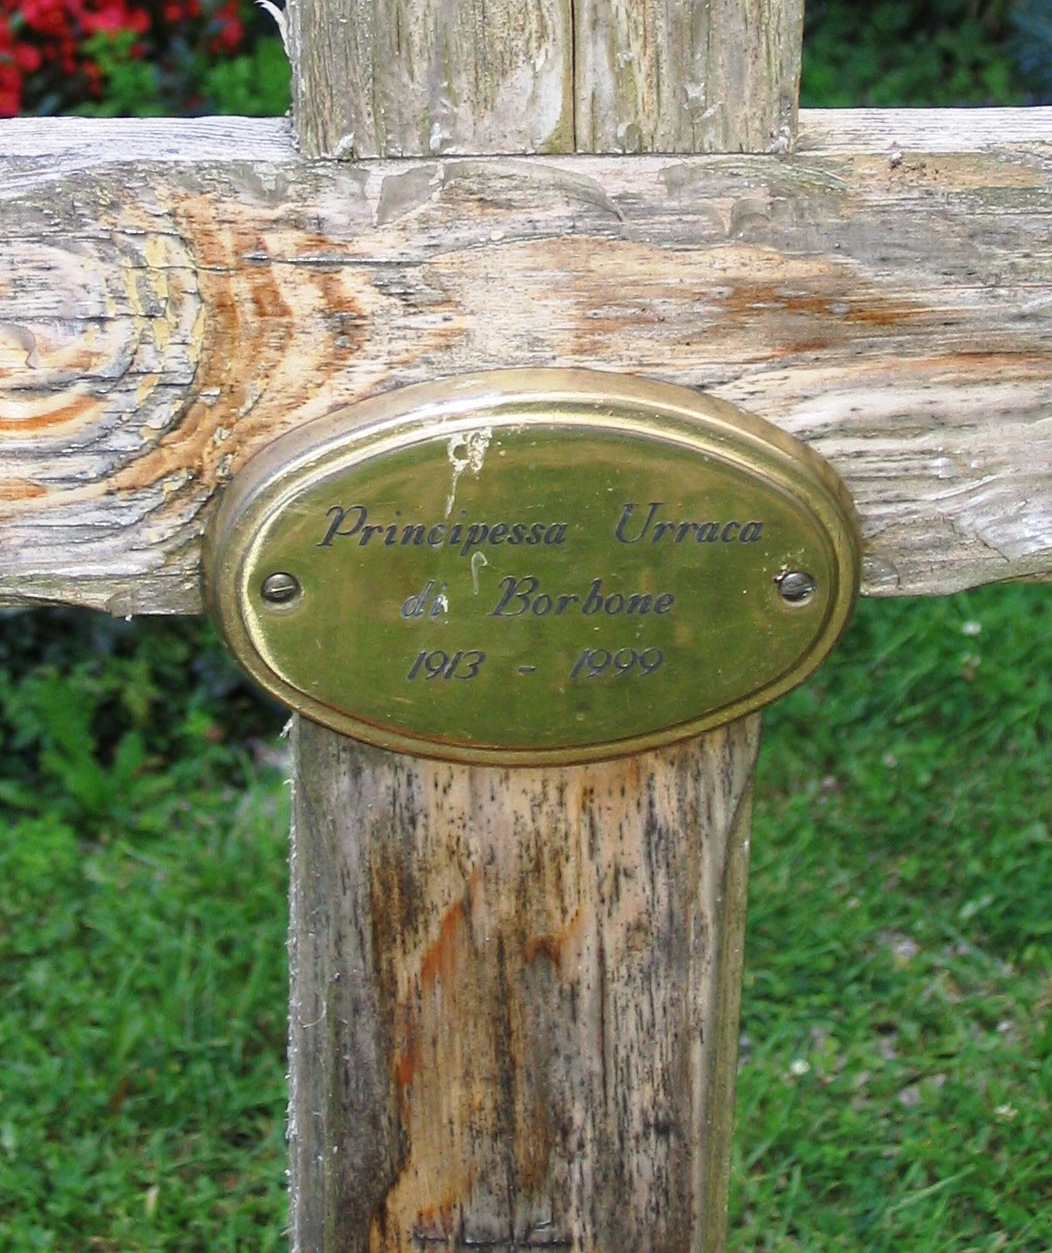 Principessa Urraca
di Borbone
1913 - 1999